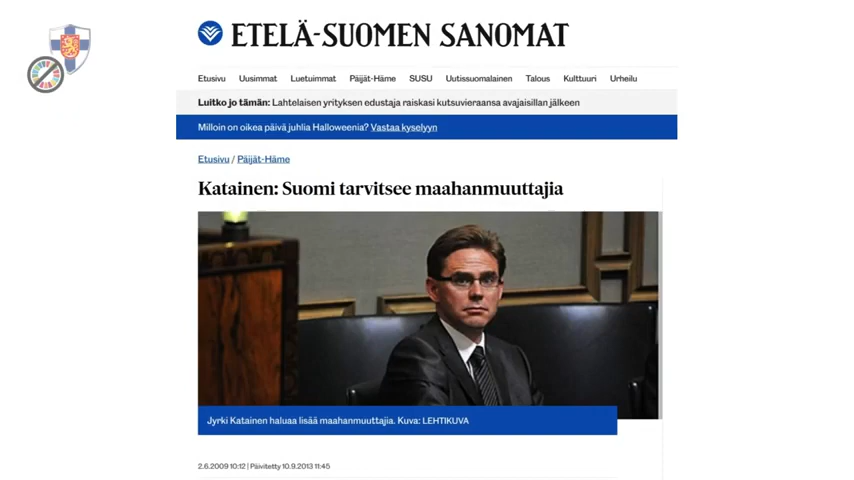 ETELÄ-SUOMEN SANOMAT
Etusivu Uusimmat Luetuimmat Päijät-Häme SUSU Uutissuomalainen Talous Kulttuuri Urheilu
Luitko jo tämän: Lahtelaisen yrityksen edustaja raiskasi kutsuvieraansa avajaisillan jälkeen
Milloin on oikea päivä juhlia Halloweenia? Vastaa kyselyyn
Etusivu / Päijät-Häme
Katainen: Suomi tarvitsee maahanmuuttajia
Jyrki Katainen haluaa lisää maahanmuuttajia. Kuva: LEHTIKUVA
2.6.2009 10:12 | Päivitetty 10.9.2013 11:45